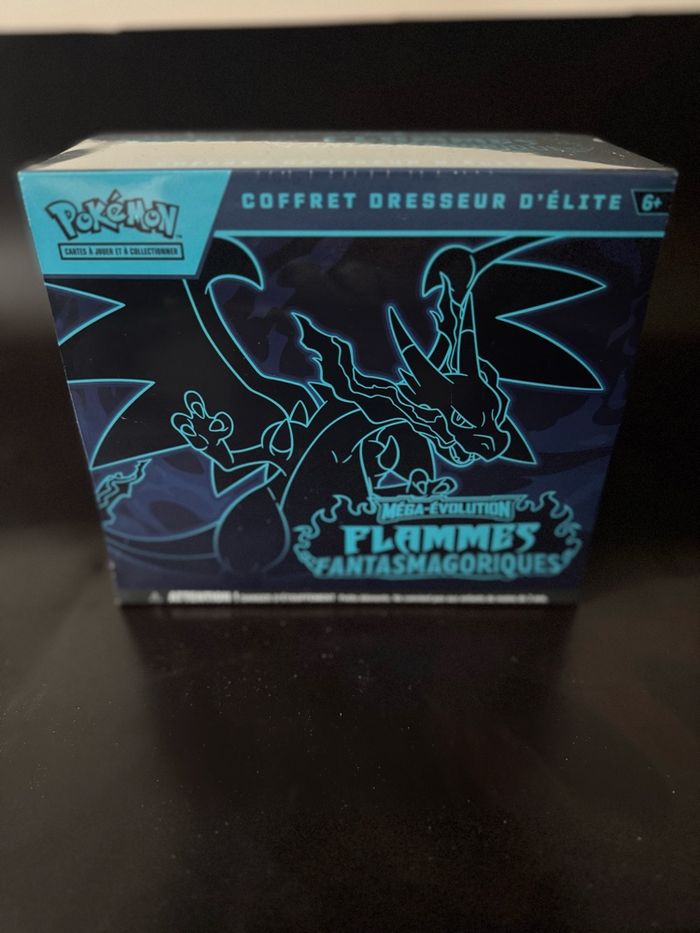 COFFRET DRESSEUR D'ÉLITE
6+
POKÉMON
CARTES À JOUER ET À COLLECTIONNER
MÉGA-ÉVOLUTION
FLAMMES
FANTASMAGORIQUES
ATTENTION !